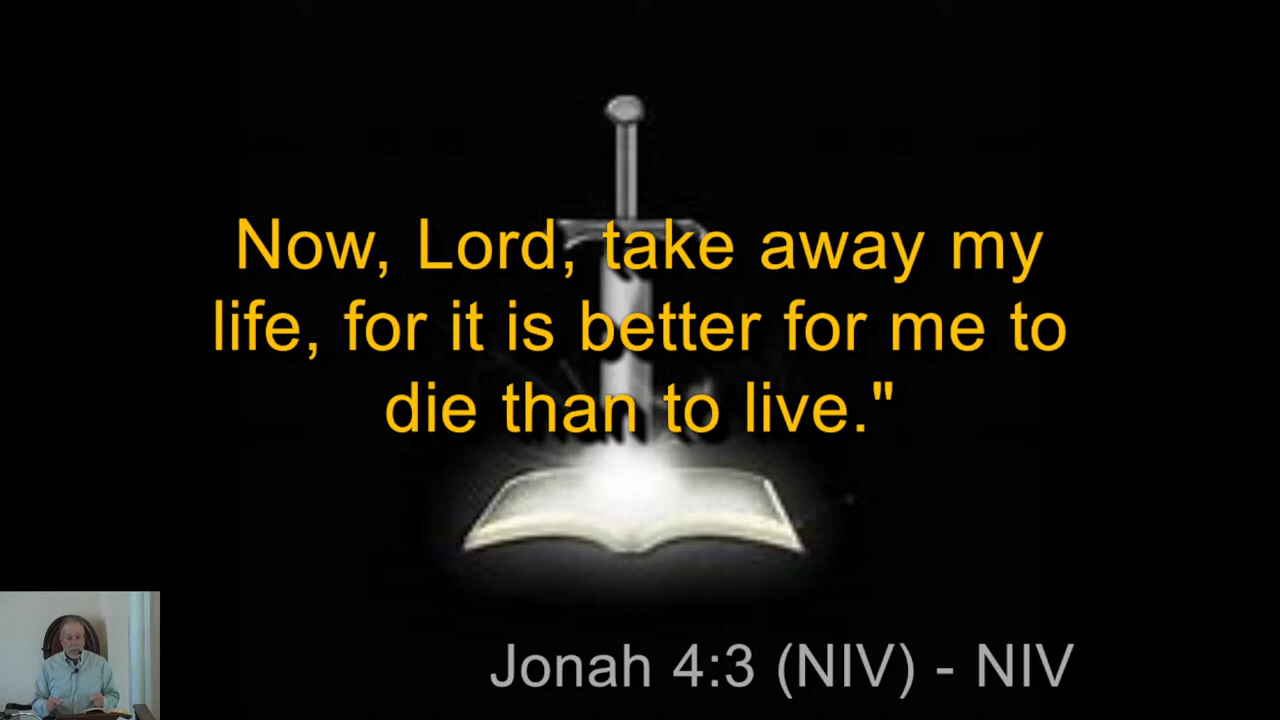 Now, Lord, take away my
life, for it is better for me to
die than to live."
Jonah 4:3 (NIV) - NIV